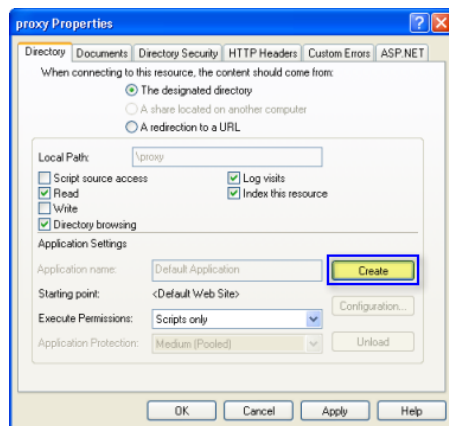 proxy Properties
Directory Documents Directory Security HTTP Headers Custom Errors ASP.NET
When connecting to this resource, the content should come from:
The designated directory
A share located on another computer
A redirection to a URL
Local Path: \proxy
Script source access Log visits
Read Index this resource
Write
Directory browsing
Application Settings
Application name: Default Application Create
Starting point: <Default Web Site>
Configuration...
Execute Permissions: Scripts only
Application Protection: Medium (Pooled) Unload
OK Cancel Apply Help